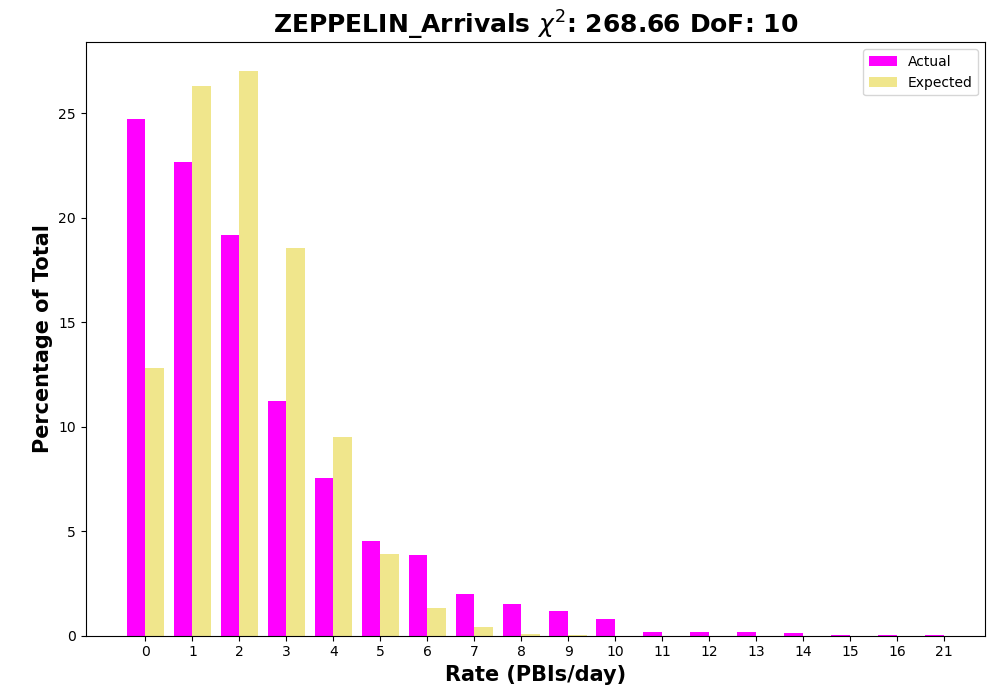 ZEPPELIN_Arrivals χ²: 268.66 DoF: 10
Actual
Expected
Percentage of Total
25
20
15
10
5
0
0 1 2 3 4 5 6 7 8 9 10 11 12 13 14 15 16 21
Rate (PBIs/day)